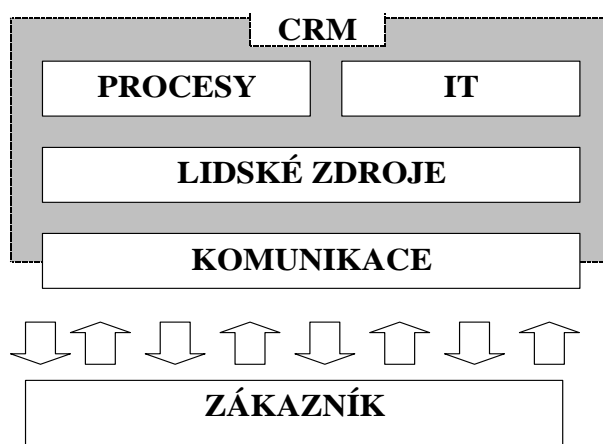 CRM
PROCESY
IT
LIDSKÉ ZDROJE
KOMUNIKACE
ZÁKAZNÍK